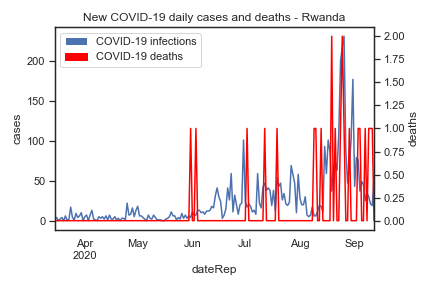 New COVID-19 daily cases and deaths - Rwanda
COVID-19 infections
COVID-19 deaths
cases
200
150
100
50
0
deaths
2.00
1.75
1.50
1.25
1.00
0.75
0.50
0.25
0.00
Apr May Jun Jul Aug Sep
2020
dateRep